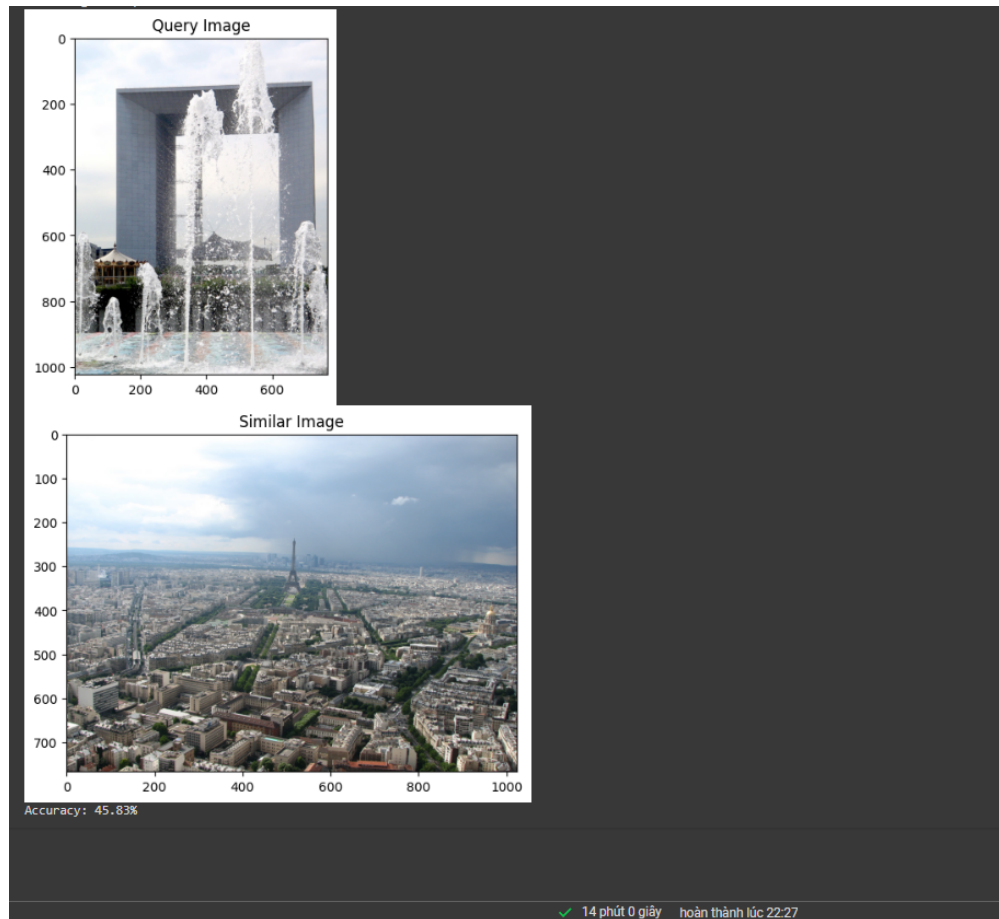 Query Image
0
200
400
600
800
1000
0 200 400 600
Similar Image
0
100
200
300
400
500
600
700
0 200 400 600 800 1000
Accuracy: 45.83%
14 phút 0 giây hoàn thành lúc 22:27